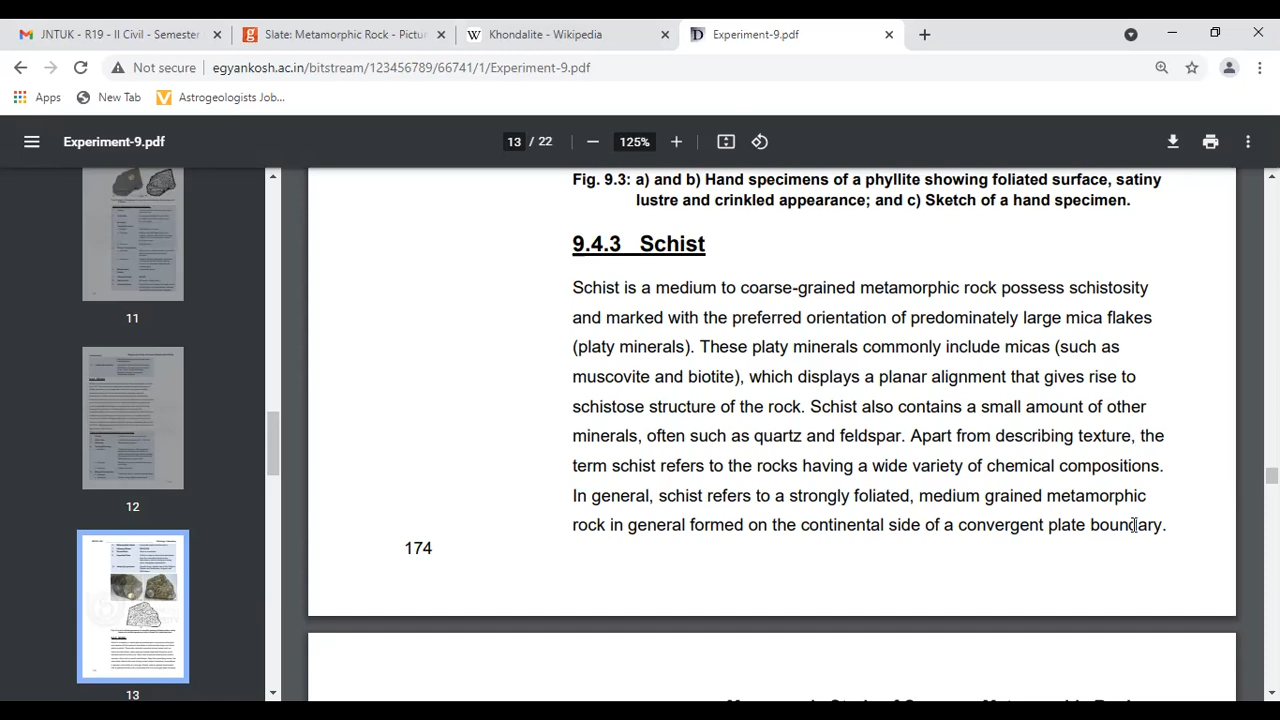 JNTUK - R19 - II Civil - Semester
Slate: Metamorphic Rock - Pictu
Khondalite - Wikipedia
Experiment-9.pdf
Not secure
egyankosh.ac.in/bitstream/123456789/66741/1/Experiment-9.pdf
Apps
New Tab
Astrogeologists Job...
Experiment-9.pdf
13 / 22
125%
11
12
13
Fig. 9.3: a) and b) Hand specimens of a phyllite showing foliated surface, satiny
lustre and crinkled appearance; and c) Sketch of a hand specimen.
9.4.3 Schist
Schist is a medium to coarse-grained metamorphic rock possess schistosity
and marked with the preferred orientation of predominately large mica flakes
(platy minerals). These platy minerals commonly include micas (such as
muscovite and biotite), which displays a planar alignment that gives rise to
schistose structure of the rock. Schist also contains a small amount of other
minerals, often such as quartz and feldspar. Apart from describing texture, the
term schist refers to the rocks having a wide variety of chemical compositions.
In general, schist refers to a strongly foliated, medium grained metamorphic
rock in general formed on the continental side of a convergent plate boundary.
174